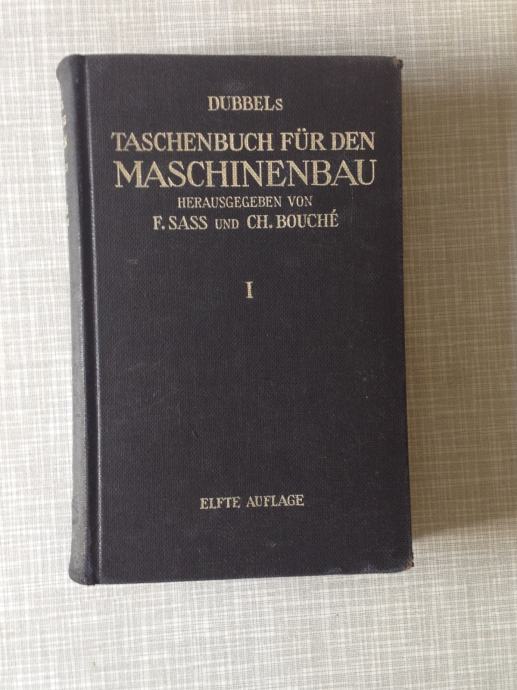 DUBBELS
TASCHENBUCH FÜR DEN
MASCHINENBAU
HERAUSGEGEBEN VON
F. SASS UND CH. BOUCHÉ
I
ELFTE AUFLAGE